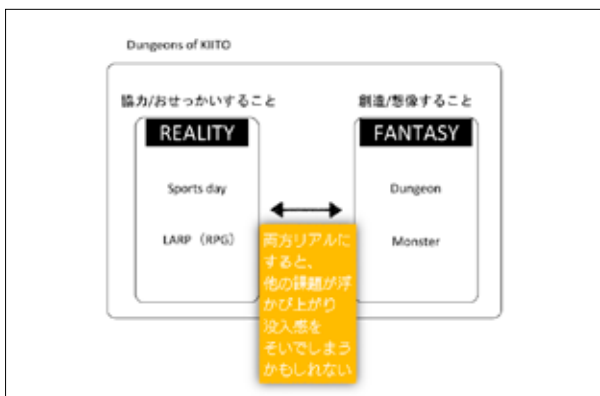 Dungeons of KIITO
協力/おせっかいすること
創造/想像すること
REALITY
FANTASY
Sports day
Dungeon
LARP（RPG）
Monster
両方リアルに
すると、
他の課題が浮
かび上がり
没入感を
そいでしまう
かもしれない